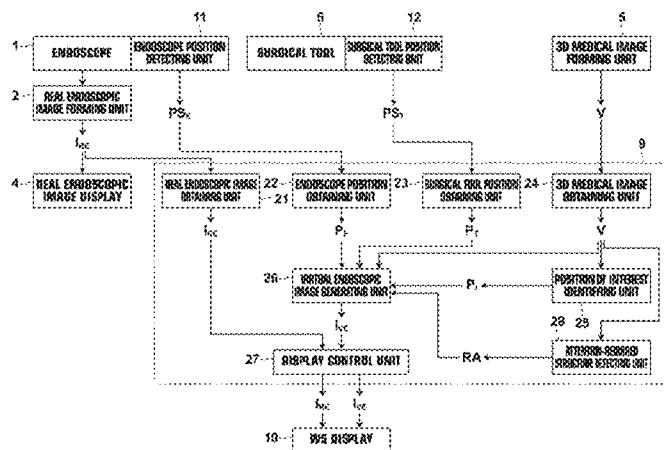 11
6
12
5
1
ENDOSCOPE
ENDOSCOPE POSITION
DETECTING UNIT
SURGICAL TOOL
SURGICAL TOOL POSITION
DETECTING UNIT
3D MEDICAL IMAGE
FORMING UNIT
2
REAL ENDOSCOPIC
IMAGE FORMING UNIT
V
9
4
REAL ENDOSCOPIC
IMAGE DISPLAY
REAL ENDOSCOPIC IMAGE
OBTAINING UNIT
21
22
ENDOSCOPE POSITION
OBTAINING UNIT
23
SURGICAL TOOL POSITION
OBTAINING UNIT
24
3D MEDICAL IMAGE
OBTAINING UNIT
V
26
VIRTUAL ENDOSCOPIC
IMAGE GENERATING UNIT
POSITION OF INTEREST
IDENTIFYING UNIT
25
28
STRUCTURE DETECTING UNIT
RA
27
DISPLAY CONTROL UNIT
10
WS DISPLAY